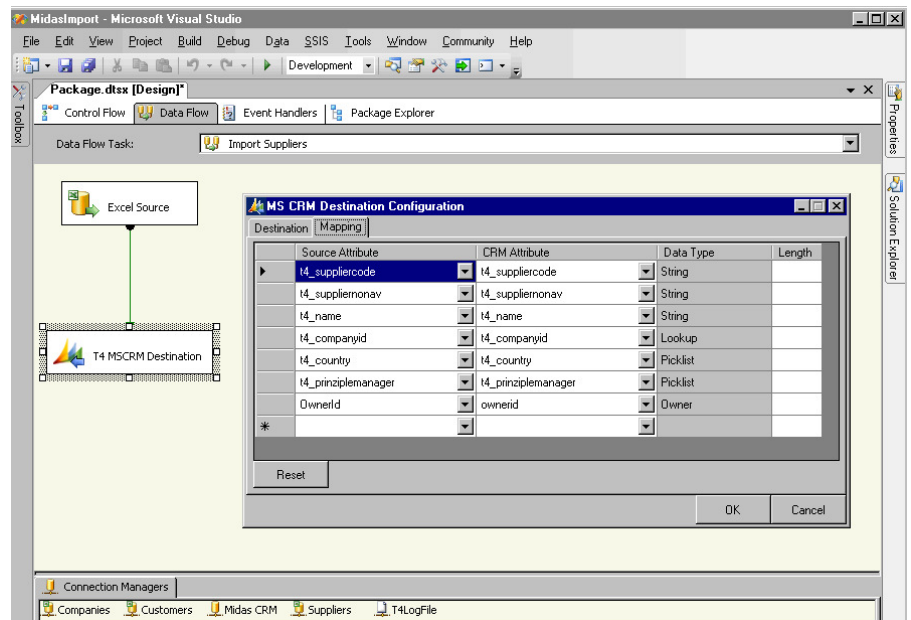 MidasImport - Microsoft Visual Studio
File Edit View Project Build Debug Data SSIS Tools Window Community Help
Development
Toolbox
Package.dtsx [Design]*
Control Flow Data Flow Event Handlers Package Explorer
Data Flow Task: Import Suppliers
Properties
Solution Explorer
Excel Source
T4 MSCRM Destination
MS CRM Destination Configuration
Destination Mapping
Source Attribute CRM Attribute Data Type Length
t4_suppliercode t4_suppliercode String
t4_suppliernonav t4_suppliernonav String
t4_name t4_name String
t4_companyid t4_companyid Lookup
t4_country t4_country Picklist
t4_prinziplemanager t4_prinziplemanager Picklist
OwnerId ownerid Owner
Reset
OK Cancel
Connection Managers
Companies Customers Midas CRM Suppliers T4LogFile